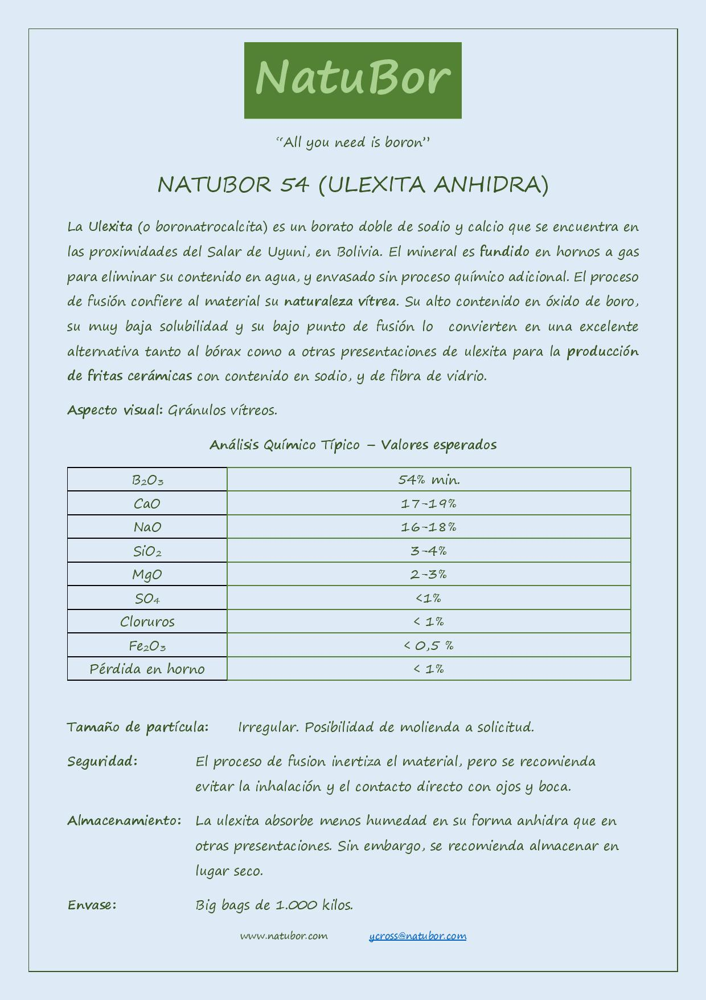 NatuBor
“All you need is boron”
NATUBOR 54 (ULEXITA ANHIDRA)
La Ulexita (o boronatrocalcita) es un borato doble de sodio y calcio que se encuentra en
las proximidades del Salar de Uyuni, en Bolivia. El mineral es fundido en hornos a gas
para eliminar su contenido en agua, y envasado sin proceso químico adicional. El proceso
de fusión confiere al material su naturaleza vítrea. Su alto contenido en óxido de boro,
su muy baja solubilidad y su bajo punto de fusión lo convierten en una excelente
alternativa tanto al bórax como a otras presentaciones de ulexita para la producción
de fritas cerámicas con contenido en sodio, y de fibra de vidrio.
Aspecto visual: Gránulos vítreos.
Análisis Químico Típico – Valores esperados
B₂O₃ 54% min.
CaO 17-19%
NaO 16-18%
SiO₂ 3-4%
MgO 2-3%
SO₄ <1%
Cloruros < 1%
Fe₂O₃ < 0,5 %
Pérdida en horno < 1%
Tamaño de partícula: Irregular. Posibilidad de molienda a solicitud.
Seguridad: El proceso de fusion inertiza el material, pero se recomienda
evitar la inhalación y el contacto directo con ojos y boca.
Almacenamiento: La ulexita absorbe menos humedad en su forma anhidra que en
otras presentaciones. Sin embargo, se recomienda almacenar en
lugar seco.
Envase: Big bags de 1.000 kilos.
www.natubor.com ycross@natubor.com